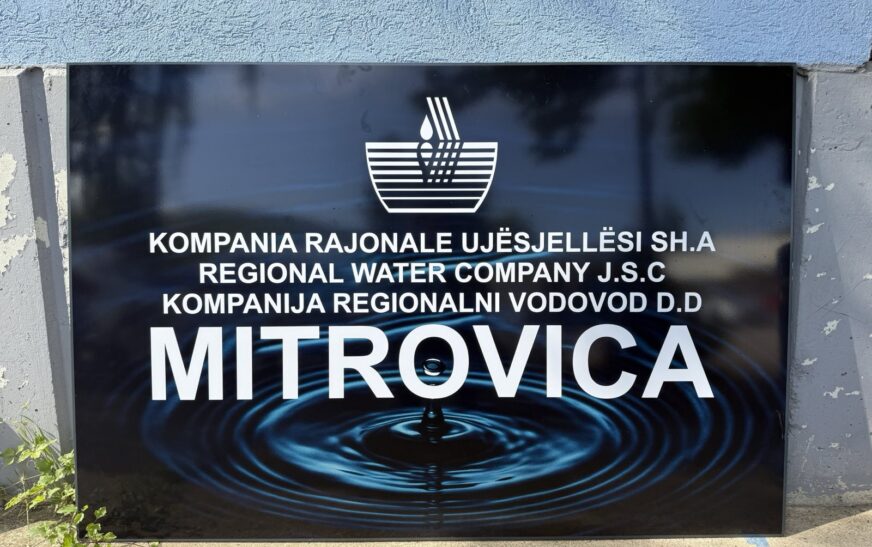 KOMPANIA RAJONALE UJËSJELLËSI SH.A
REGIONAL WATER COMPANY J.S.C
KOMPANIJA REGIONALNI VODOVOD D.D
MITROVICA